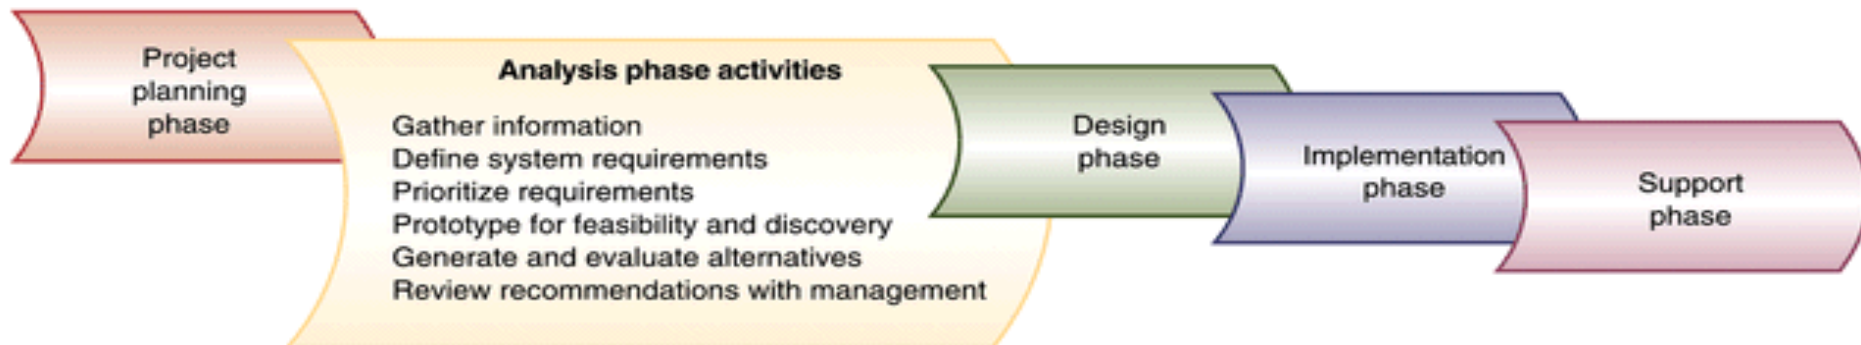 Project
planning
phase
Analysis phase activities
Gather information
Define system requirements
Prioritize requirements
Prototype for feasibility and discovery
Generate and evaluate alternatives
Review recommendations with management
Design
phase
Implementation
phase
Support
phase